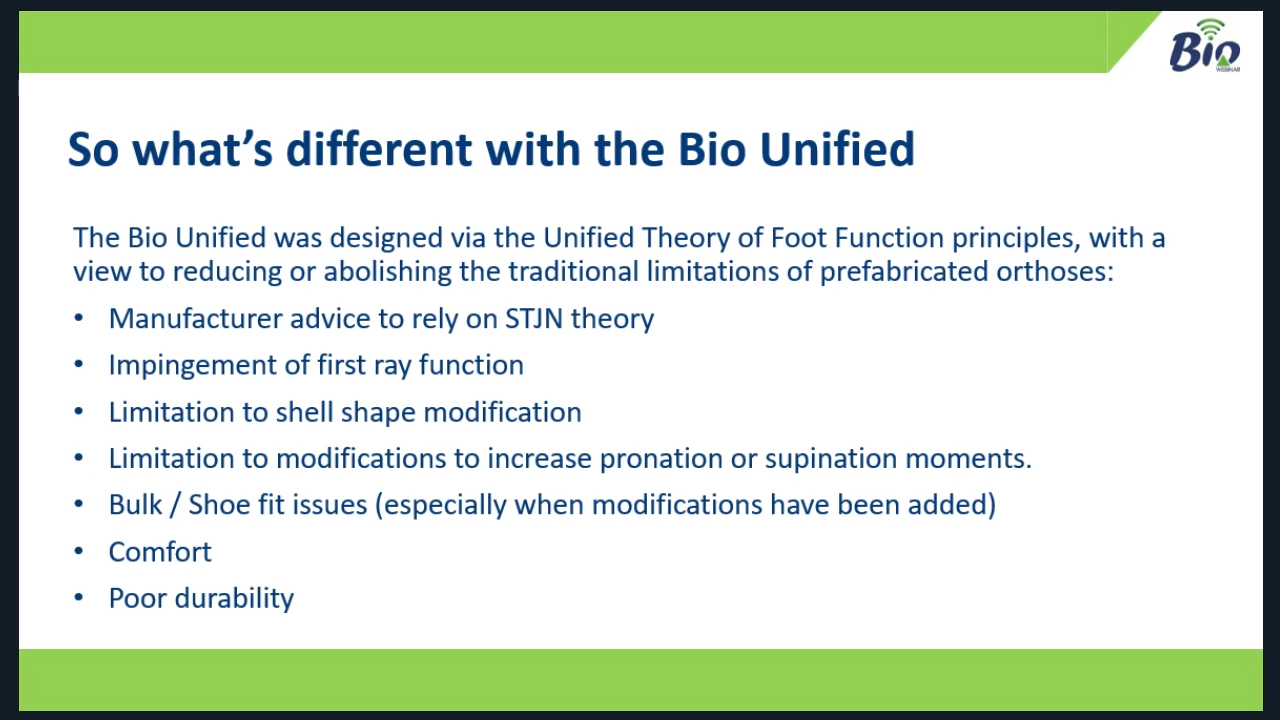 Bio
WEBINAR
So what's different with the Bio Unified
The Bio Unified was designed via the Unified Theory of Foot Function principles, with a
view to reducing or abolishing the traditional limitations of prefabricated orthoses:
• Manufacturer advice to rely on STJN theory
• Impingement of first ray function
• Limitation to shell shape modification
• Limitation to modifications to increase pronation or supination moments.
• Bulk / Shoe fit issues (especially when modifications have been added)
• Comfort
• Poor durability